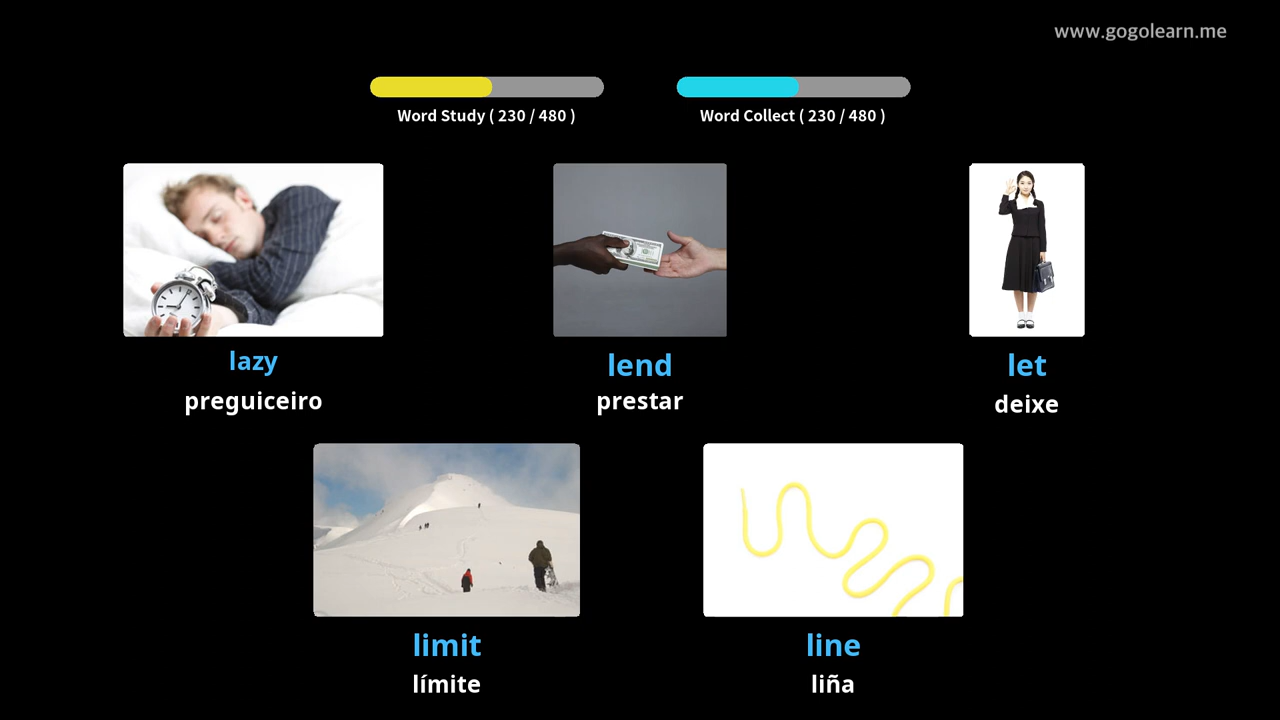 www.gogolearn.me
Word Study ( 230 / 480 )
Word Collect ( 230 / 480 )
lazy
preguiceiro
lend
prestar
let
deixe
limit
límite
line
liña